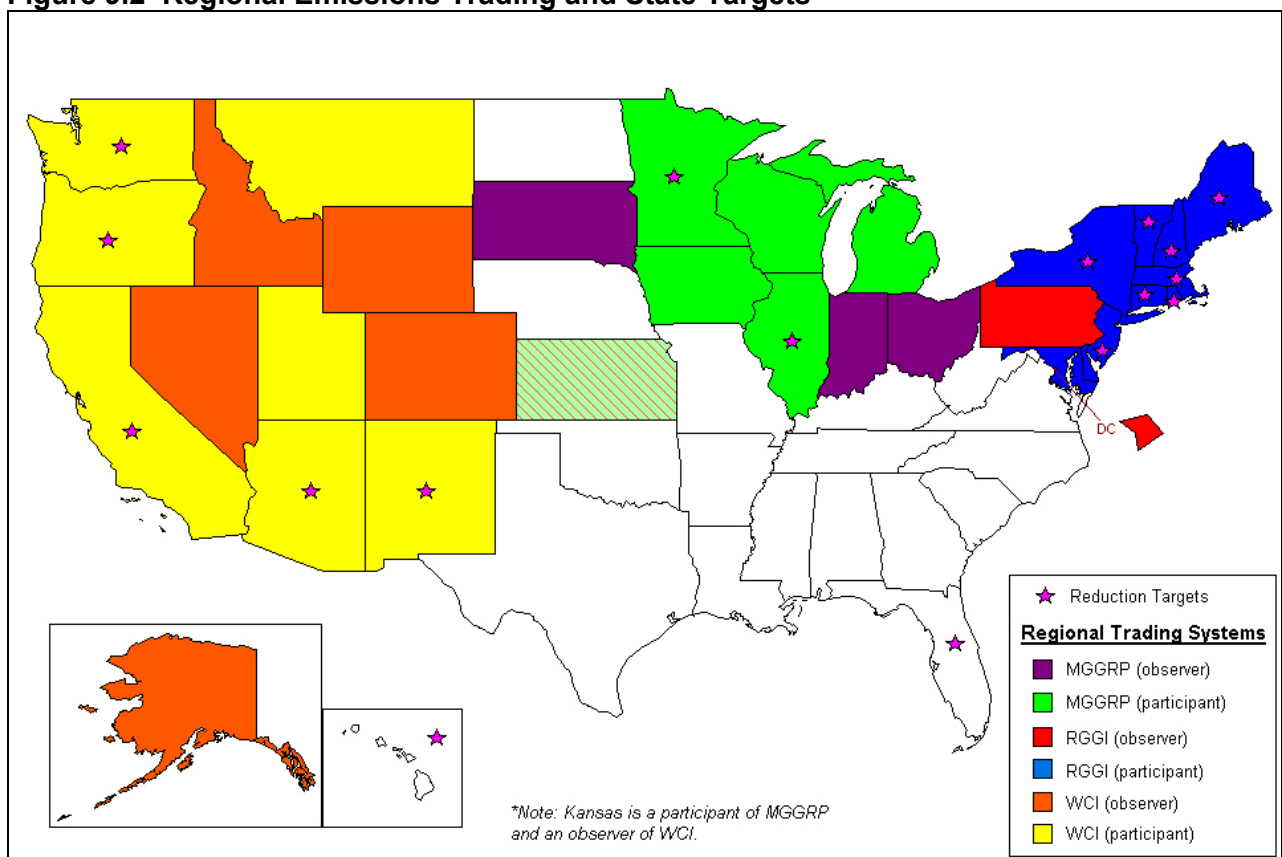 Figure 9.2 Regional Emissions Trading and State Targets
DC
Reduction Targets
Regional Trading Systems
MGGRP (observer)
MGGRP (participant)
RGGI (observer)
RGGI (participant)
WCI (observer)
WCI (participant)
*Note: Kansas is a participant of MGGRP
and an observer of WCI.